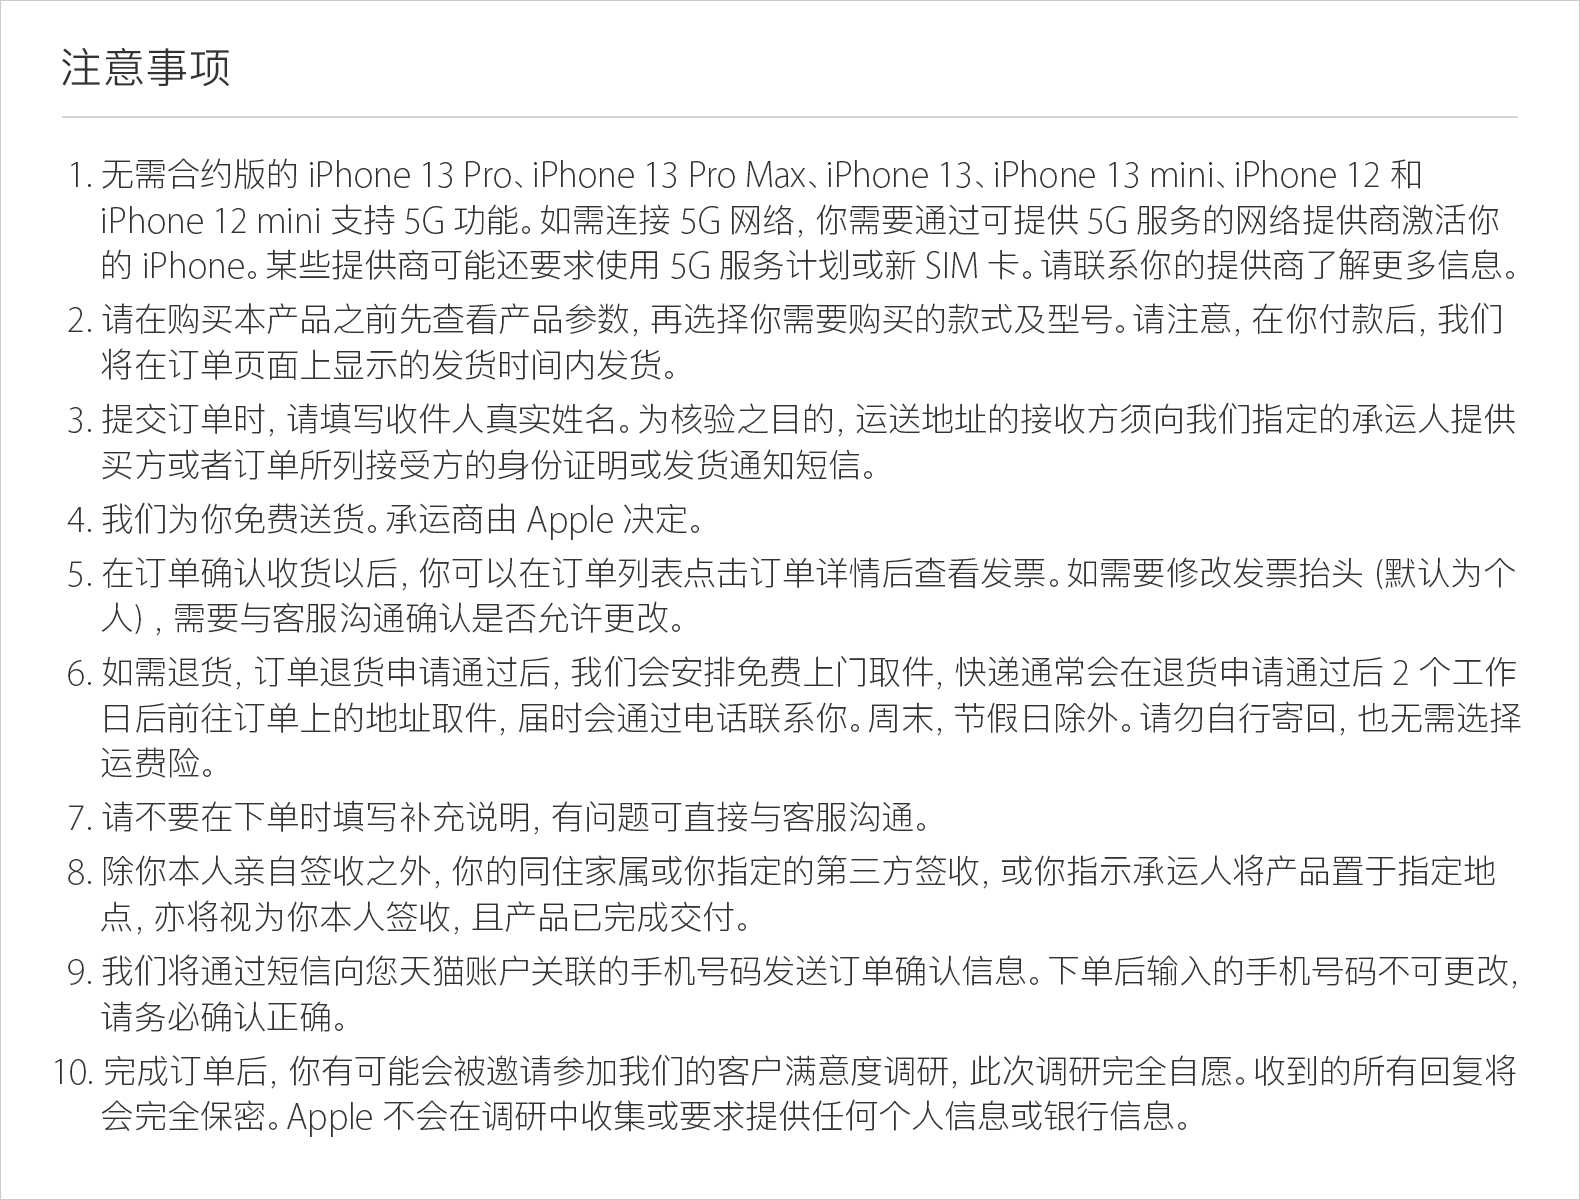 注意事项
1. 无需合约版的 iPhone 13 Pro、iPhone 13 Pro Max、iPhone 13、iPhone 13 mini、iPhone 12 和
iPhone 12 mini 支持 5G 功能。如需连接 5G 网络, 你需要通过可提供 5G 服务的网络提供商激活你
的 iPhone。某些提供商可能还要求使用 5G 服务计划或新 SIM 卡。请联系你的提供商了解更多信息。
2. 请在购买本产品之前先查看产品参数, 再选择你需要购买的款式及型号。请注意, 在你付款后, 我们
将在订单页面上显示的发货时间内发货。
3. 提交订单时, 请填写收件人真实姓名。为核验之目的, 运送地址的接收方须向我们指定的承运人提供
买方或者订单所列接受方的身份证明或发货通知短信。
4. 我们为你免费送货。承运商由 Apple 决定。
5. 在订单确认收货以后, 你可以在订单列表点击订单详情后查看发票。如需要修改发票抬头 (默认为个
人) , 需要与客服沟通确认是否允许更改。
6. 如需退货, 订单退货申请通过后, 我们会安排免费上门取件, 快递通常会在退货申请通过后 2 个工作
日后前往订单上的地址取件, 届时会通过电话联系你。周末, 节假日除外。请勿自行寄回, 也无需选择
运费险。
7. 请不要在下单时填写补充说明, 有问题可直接与客服沟通。
8. 除你本人亲自签收之外, 你的同住家属或你指定的第三方签收, 或你指示承运人将产品置于指定地
点, 亦将视为你本人签收, 且产品已完成交付。
9. 我们将通过短信向您天猫账户关联的手机号码发送订单确认信息。下单后输入的手机号码不可更改,
请务必确认正确。
10. 完成订单后, 你有可能会被邀请参加我们的客户满意度调研, 此次调研完全自愿。收到的所有回复将
会完全保密。Apple 不会在调研中收集或要求提供任何个人信息或银行信息。